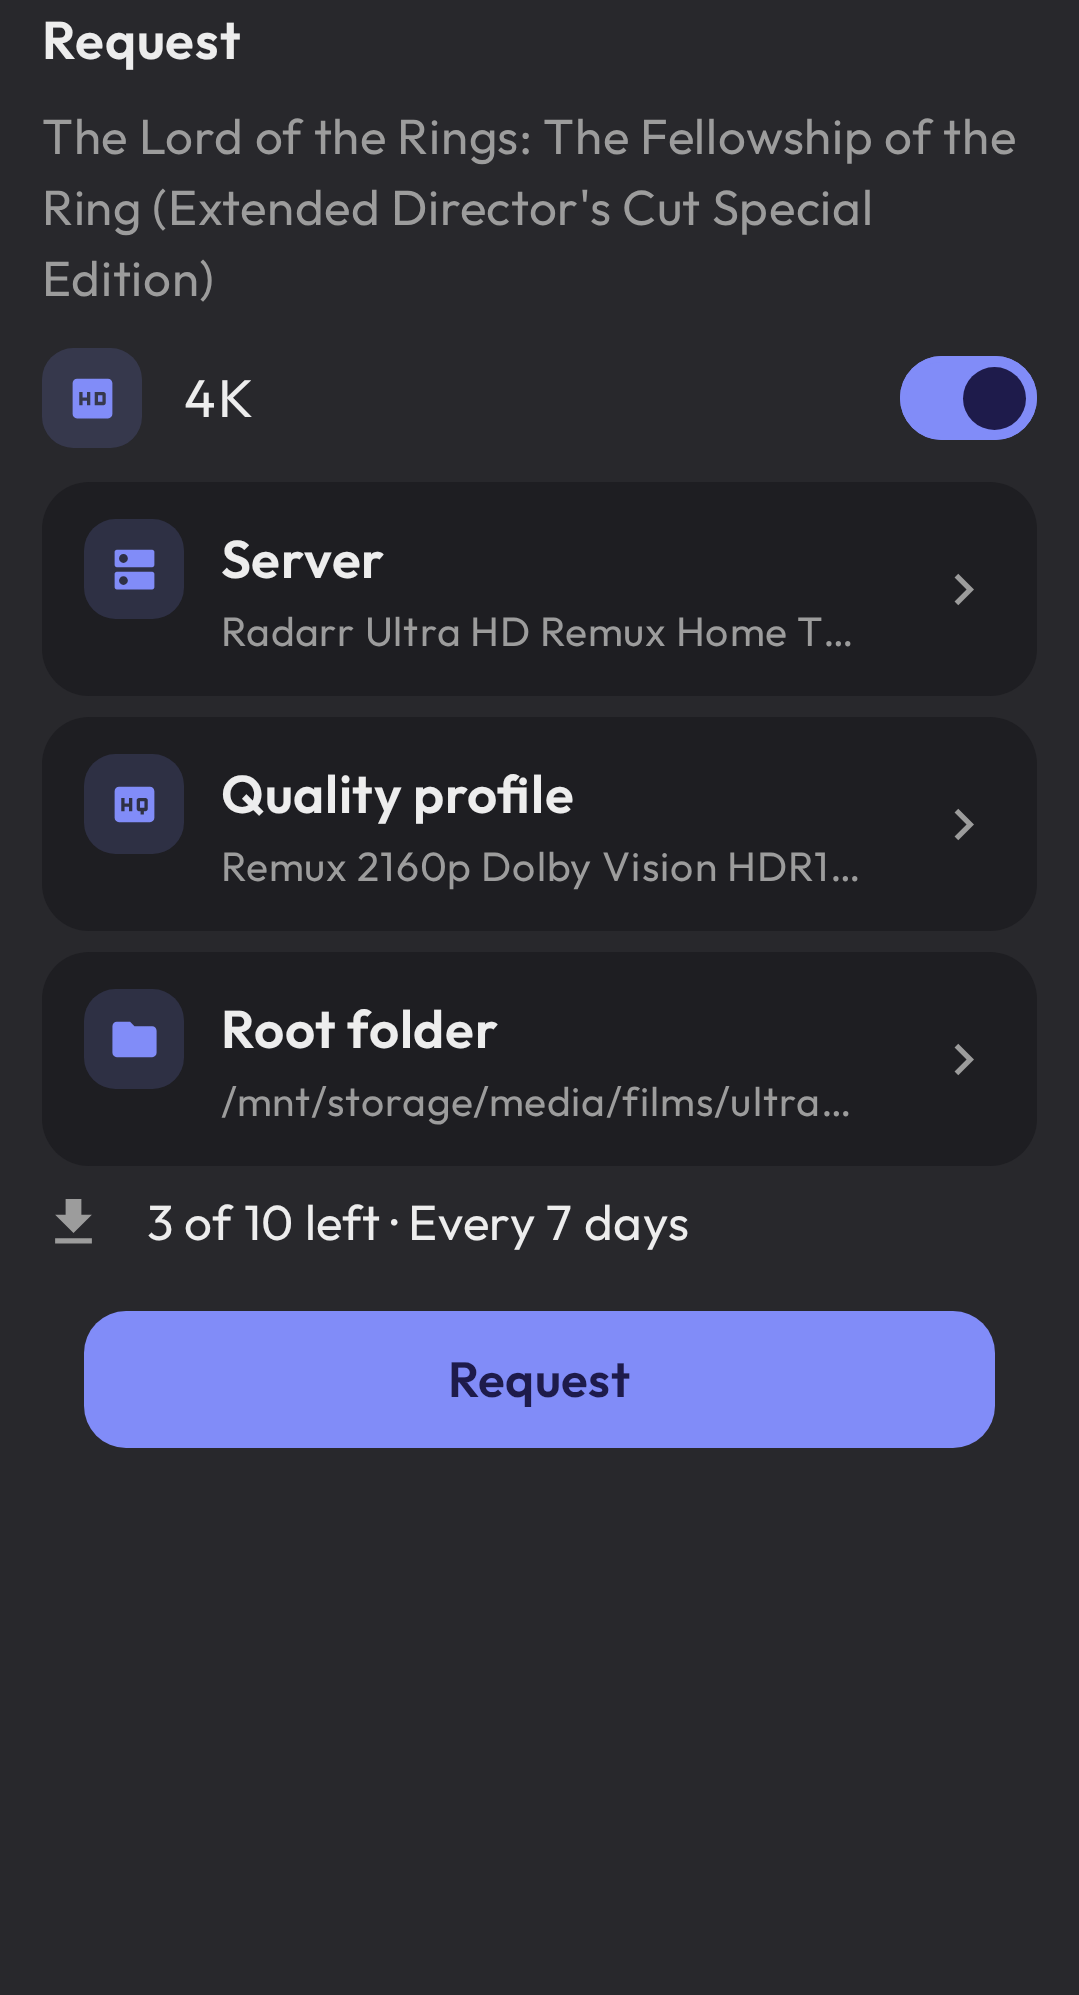 Request
The Lord of the Rings: The Fellowship of the
Ring (Extended Director's Cut Special
Edition)
HD
4K
Server
Radarr Ultra HD Remux Home T...
HQ
Quality profile
Remux 2160p Dolby Vision HDR1...
Root folder
/mnt/storage/media/films/ultra...
3 of 10 left · Every 7 days
Request